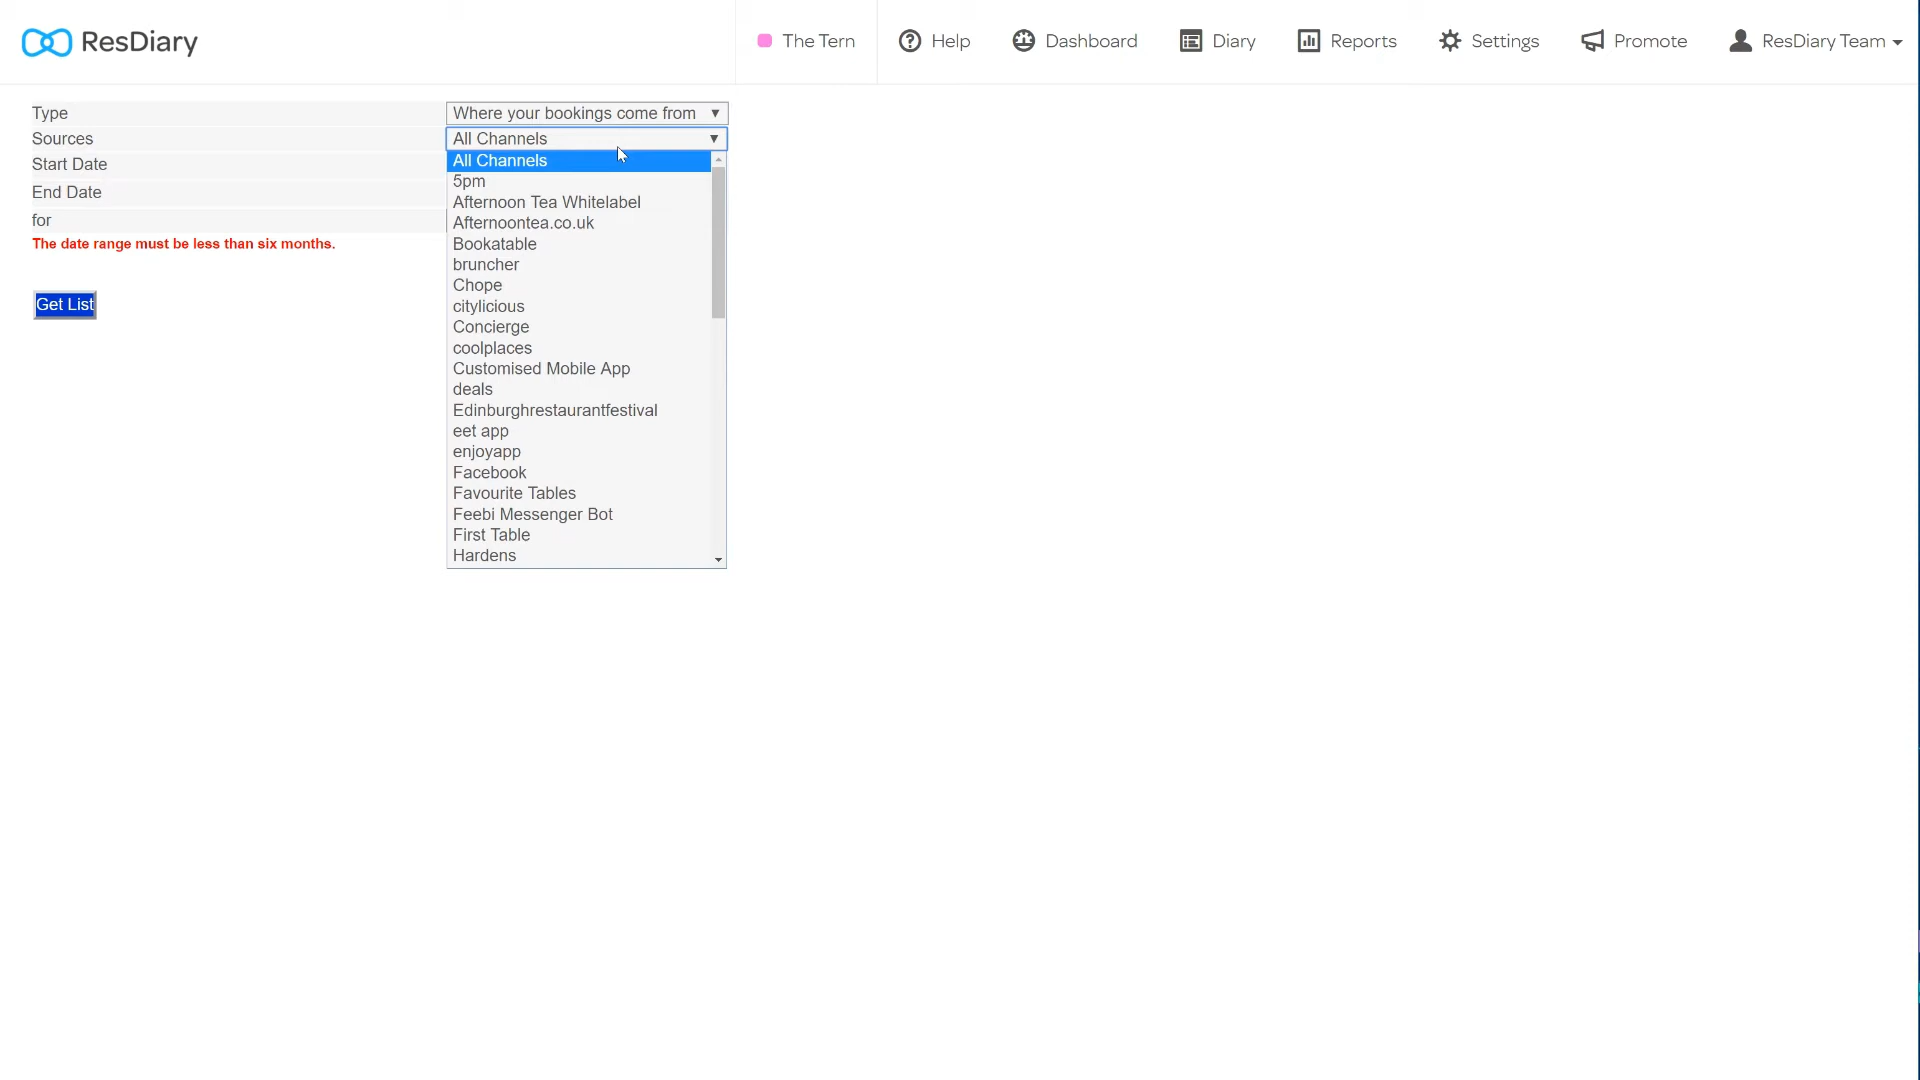 ResDiary
The Tern
Help
Dashboard
Diary
Reports
Settings
Promote
ResDiary Team
Type
Where your bookings come from
Sources
All Channels
Start Date
End Date
for
The date range must be less than six months.
Get List
All Channels
5pm
Afternoon Tea Whitelabel
Afternoontea.co.uk
Bookatable
bruncher
Chope
citylicious
Concierge
coolplaces
Customised Mobile App
deals
Edinburghrestaurantfestival
eet app
enjoyapp
Facebook
Favourite Tables
Feebi Messenger Bot
First Table
Hardens